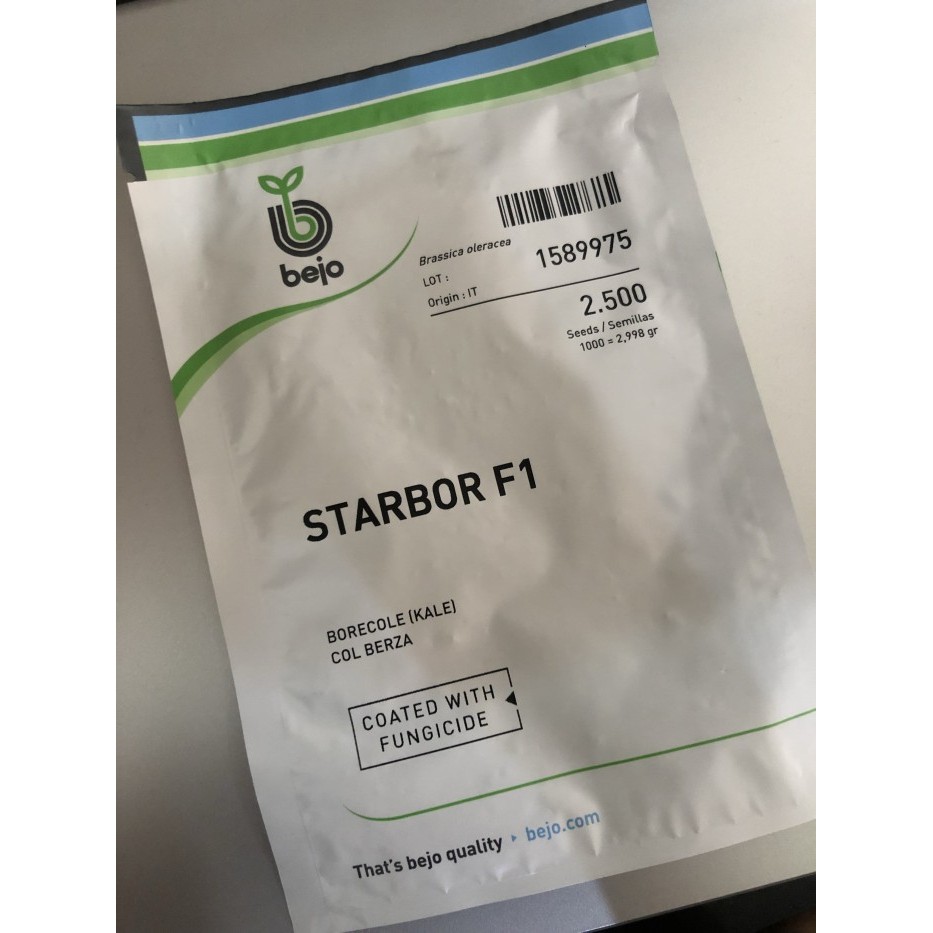 bejo
Brassica oleracea
LOT : 1589975
Origin : IT
2.500
Seeds / Semillas
1000 = 2,998 gr
STARBOR F1
BORECOLE (KALE)
COL BERZA
COATED WITH
FUNGICIDE
That's bejo quality ▸ bejo.com